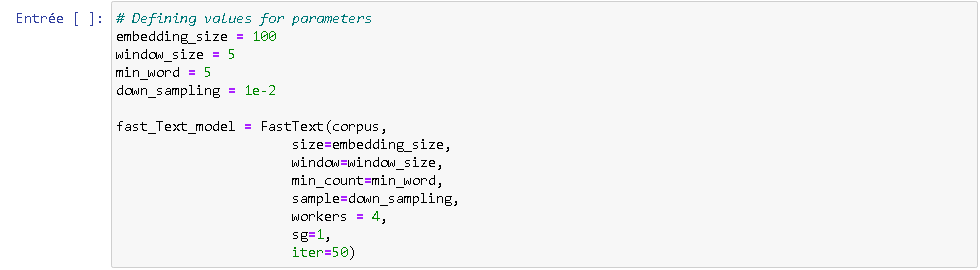 Entrée [ ]: # Defining values for parameters
embedding_size = 100
window_size = 5
min_word = 5
down_sampling = 1e-2
fast_Text_model = FastText(corpus,
size=embedding_size,
window=window_size,
min_count=min_word,
sample=down_sampling,
workers = 4,
sg=1,
iter=50)